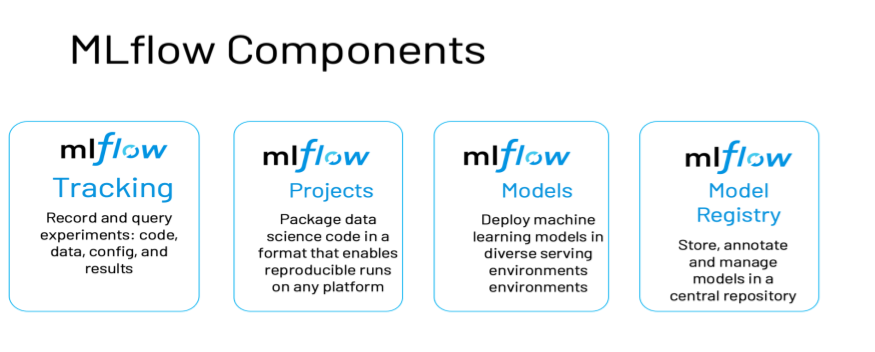 MLflow Components
mlflow
Tracking
Record and query
experiments: code,
data, config, and
results
mlflow
Projects
Package data
science code in a
format that enables
reproducible runs
on any platform
mlflow
Models
Deploy machine
learning models in
diverse serving
environments
environments
mlflow
Model
Registry
Store, annotate
and manage
models in a
central repository